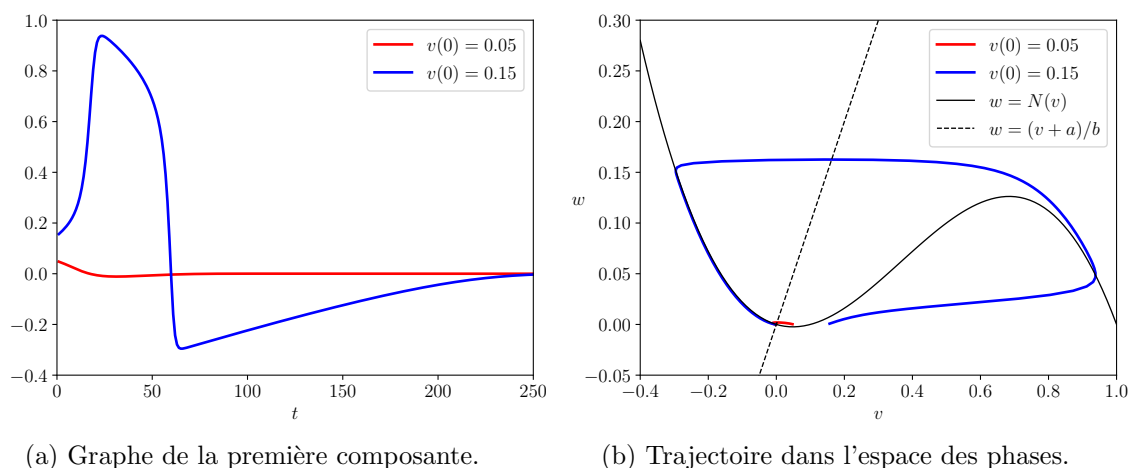 1.0
0.8
0.6
0.4
0.2
0.0
−0.2
−0.4
0
50
100
150
200
250
t
v(0) = 0.05
v(0) = 0.15
(a) Graphe de la première composante.
0.30
0.25
0.20
0.15
0.10
0.05
0.00
−0.05
w
−0.4
−0.2
0.0
0.2
0.4
0.6
0.8
1.0
v
v(0) = 0.05
v(0) = 0.15
w = N(v)
w = (v + a)/b
(b) Trajectoire dans l'espace des phases.